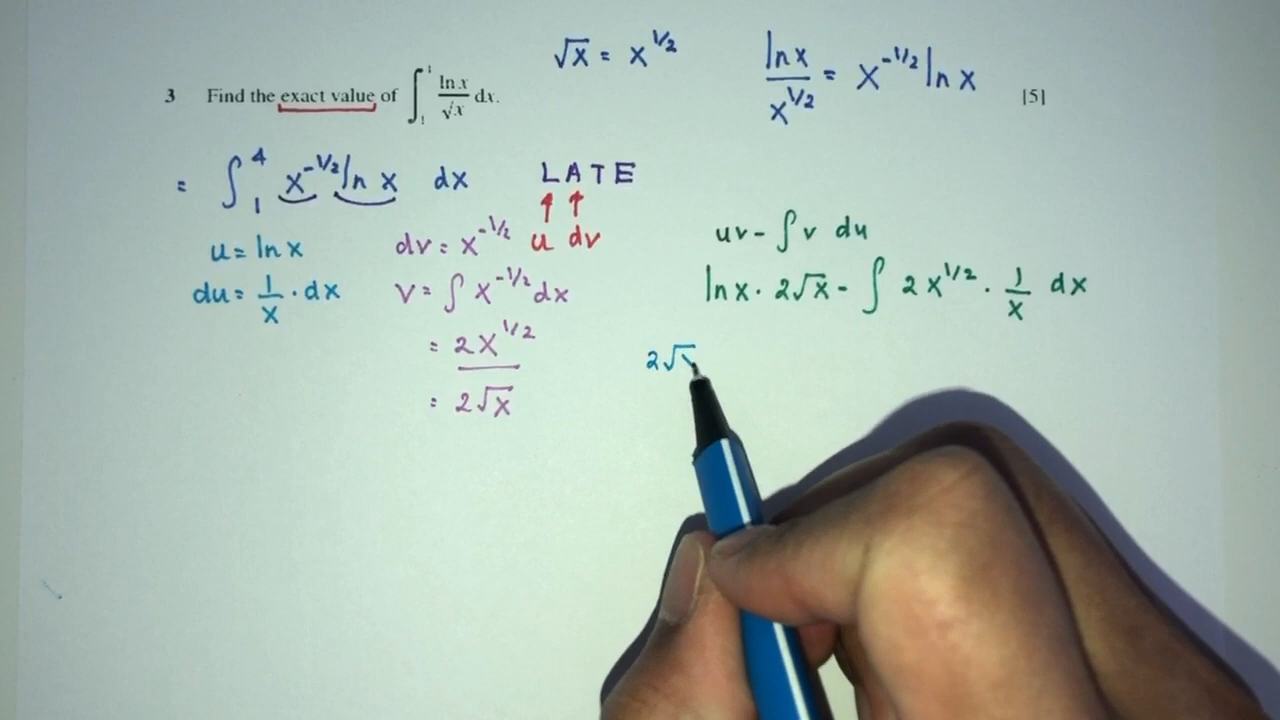 √x = x^1/2
ln x / x^1/2 = x^-1/2 ln x
3 Find the exact value of ∫ ln x / √x dx. [5]
= ∫_1^4 x^-1/2 ln x dx
L A T E
u dv
u = ln x
du = 1/x · dx
dv = x^-1/2
v = ∫ x^-1/2 dx
= 2x^1/2
= 2√x
uv - ∫ v du
ln x · 2√x - ∫ 2x^1/2 · 1/x dx
2√